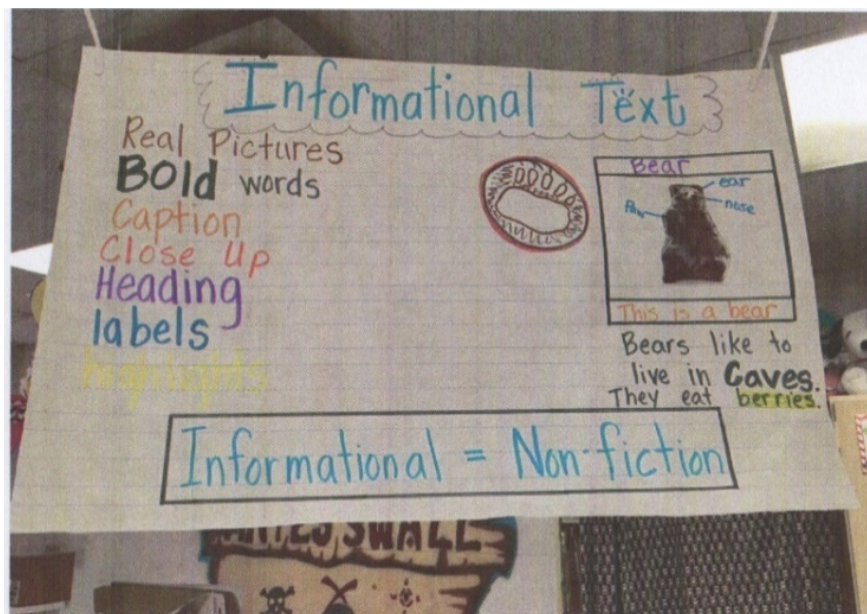 Informational Text
Real Pictures
Bold words
Caption
Close Up
Heading
labels
highlights
Bear
ear
nose
Paw
This is a bear
Bears like to
live in Caves.
They eat berries.
Informational = Non-fiction